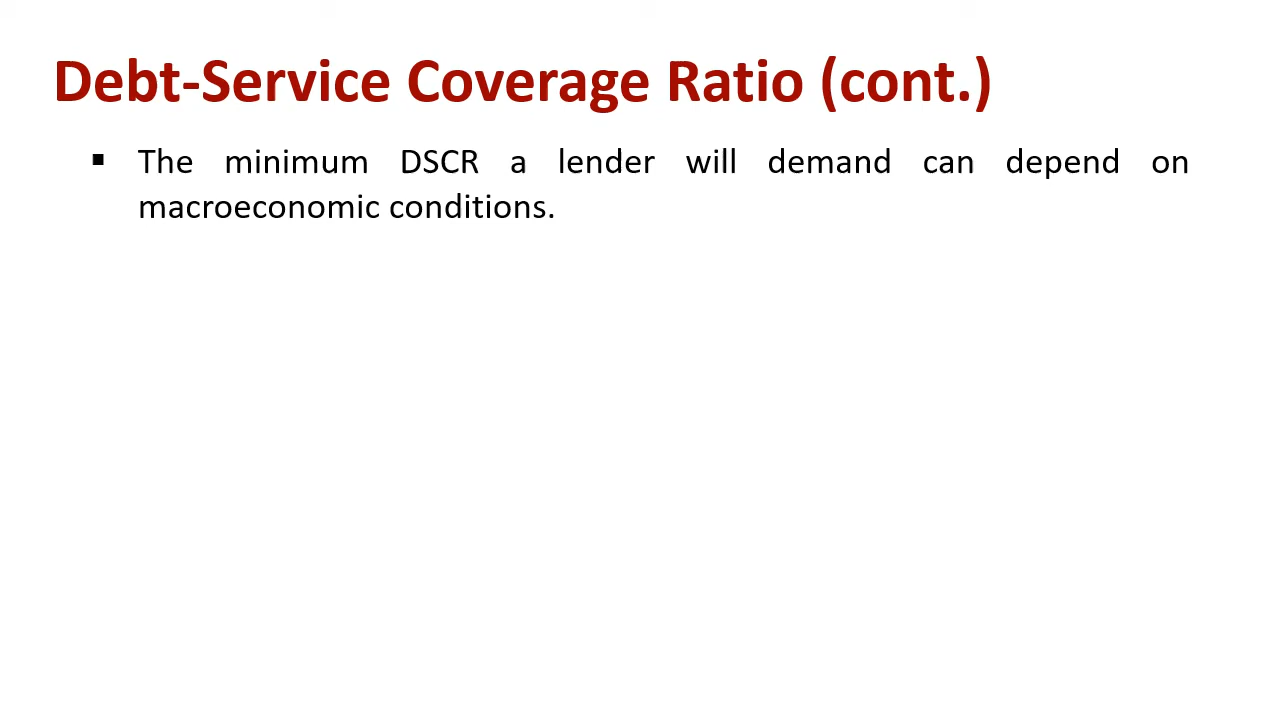 Debt-Service Coverage Ratio (cont.)
▪ The minimum DSCR a lender will demand can depend on
macroeconomic conditions.